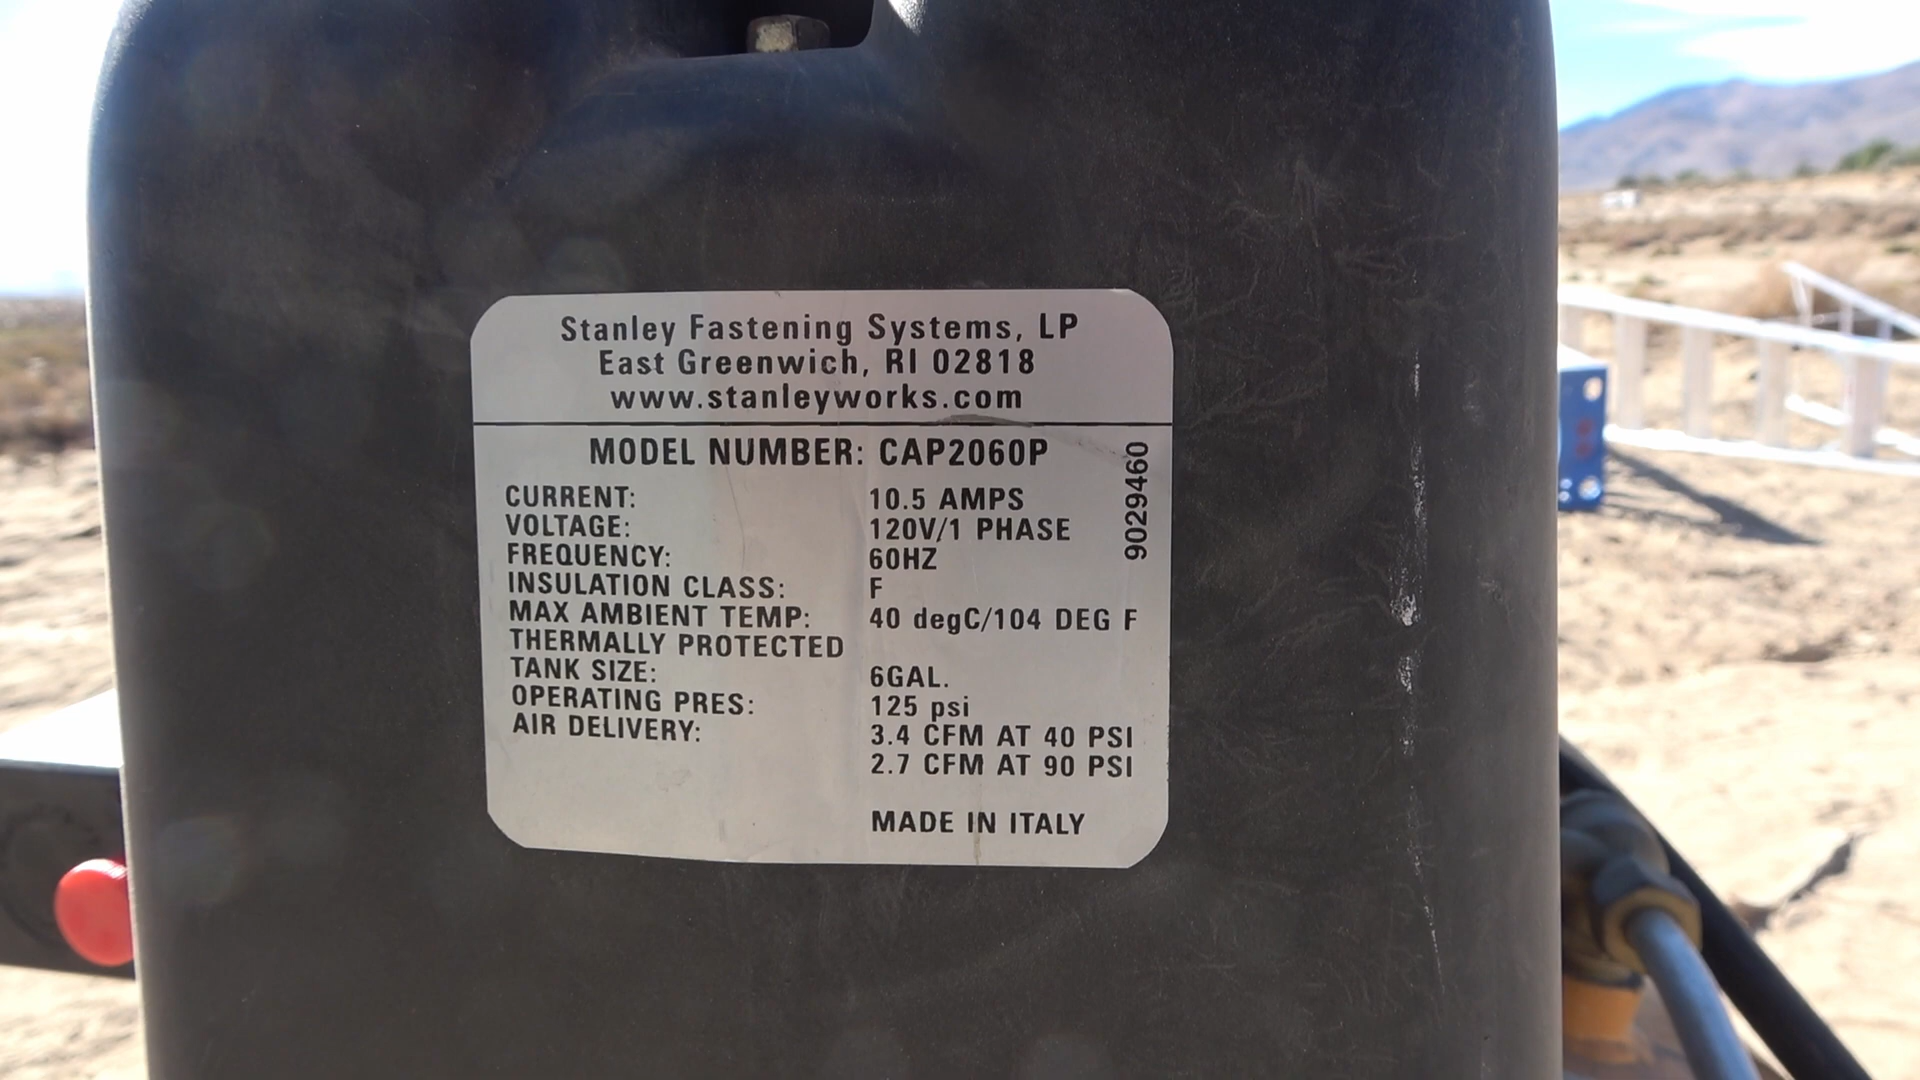 Stanley Fastening Systems, LP
East Greenwich, RI 02818
www.stanleyworks.com
MODEL NUMBER: CAP2060P
CURRENT: 10.5 AMPS
VOLTAGE: 120V/1 PHASE
FREQUENCY: 60HZ
INSULATION CLASS: F
MAX AMBIENT TEMP: 40 degC/104 DEG F
THERMALLY PROTECTED
TANK SIZE: 6GAL.
OPERATING PRES: 125 psi
AIR DELIVERY: 3.4 CFM AT 40 PSI
2.7 CFM AT 90 PSI
MADE IN ITALY
9029460